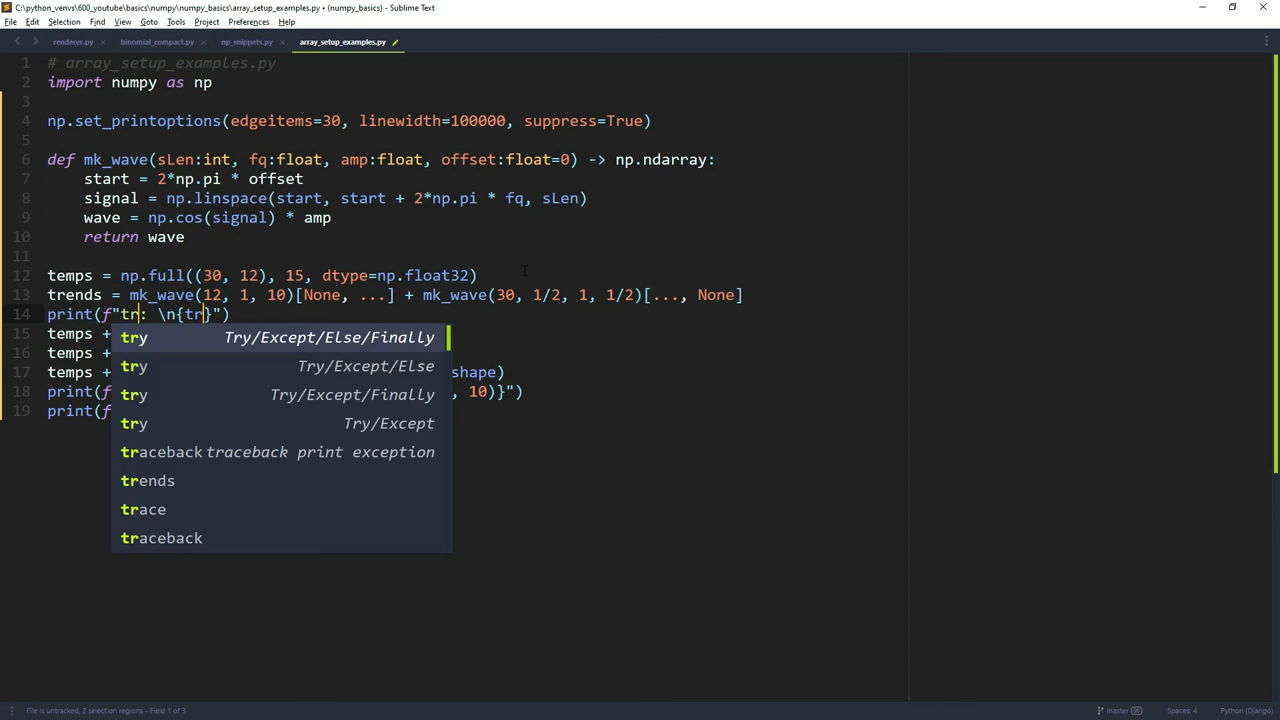 C:\python_venvs\600_youtube\basics\numpy\numpy_basics\array_setup_examples.py • (numpy_basics) - Sublime Text
File Edit Selection Find View Goto Tools Project Preferences Help
renderer.py × binomial_compact.py × np_snippets.py × array_setup_examples.py
1 # array_setup_examples.py
2 import numpy as np
3
4 np.set_printoptions(edgeitems=30, linewidth=100000, suppress=True)
5
6 def mk_wave(sLen:int, fq:float, amp:float, offset:float=0) -> np.ndarray:
7 start = 2*np.pi * offset
8 signal = np.linspace(start, start + 2*np.pi * fq, sLen)
9 wave = np.cos(signal) * amp
10 return wave
11
12 temps = np.full((30, 12), 15, dtype=np.float32)
13 trends = mk_wave(12, 1, 10)[None, ...] + mk_wave(30, 1/2, 1, 1/2)[..., None]
14 print(f"tr: \n{tr}")
15 temps +
16 temps +
17 temps + shape)
18 print(f , 10)}")
19 print(f
try Try/Except/Else/Finally
try Try/Except/Else
try Try/Except/Finally
try Try/Except
traceback traceback print exception
trends
trace
traceback
File is untracked, 2 selection regions - Field 1 of 3 master Spaces: 4 Python (Django)